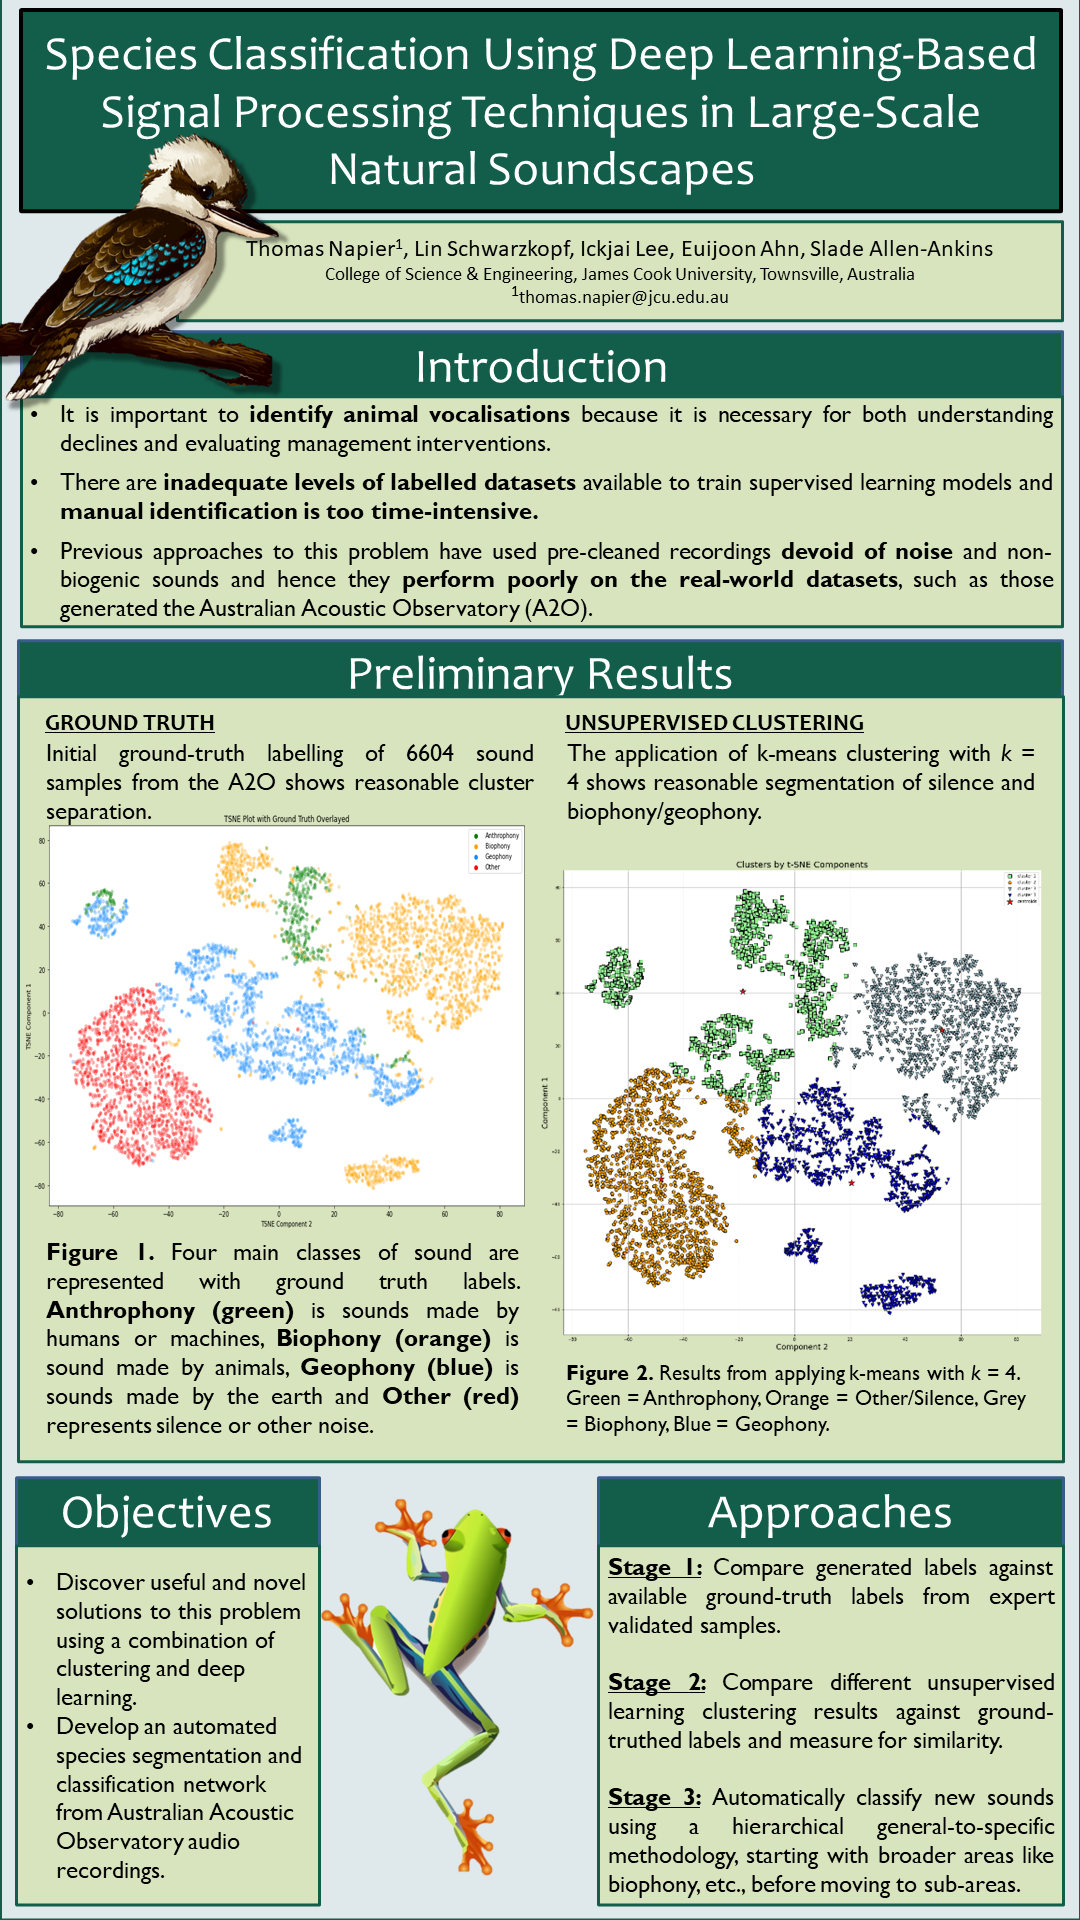 Species Classification Using Deep Learning-Based
Signal Processing Techniques in Large-Scale
Natural Soundscapes
Thomas Napier¹, Lin Schwarzkopf, Ickjai Lee, Euijoon Ahn, Slade Allen-Ankins
College of Science & Engineering, James Cook University, Townsville, Australia
¹thomas.napier@jcu.edu.au
Introduction
• It is important to identify animal vocalisations because it is necessary for both understanding
declines and evaluating management interventions.
• There are inadequate levels of labelled datasets available to train supervised learning models and
manual identification is too time-intensive.
• Previous approaches to this problem have used pre-cleaned recordings devoid of noise and non-
biogenic sounds and hence they perform poorly on the real-world datasets, such as those
generated the Australian Acoustic Observatory (A2O).
Preliminary Results
GROUND TRUTH
Initial ground-truth labelling of 6604 sound
samples from the A2O shows reasonable cluster
separation.
TSNE Plot with Ground Truth Overlayed
Anthrophony
Biophony
Geophony
Other
80
60
40
20
0
−20
−40
−60
−80
TSNE Component 1
−80 −60 −40 −20 0 20 40 60 80
TSNE Component 2
Figure 1. Four main classes of sound are
represented with ground truth labels.
Anthrophony (green) is sounds made by
humans or machines, Biophony (orange) is
sound made by animals, Geophony (blue) is
sounds made by the earth and Other (red)
represents silence or other noise.
UNSUPERVISED CLUSTERING
The application of k-means clustering with k =
4 shows reasonable segmentation of silence and
biophony/geophony.
Clusters by t-SNE Components
Component 1
−80 −60 −40 −20 0 20 40 60 80
Component 2
Figure 2. Results from applying k-means with k = 4.
Green = Anthrophony, Orange = Other/Silence, Grey
= Biophony, Blue = Geophony.
Objectives
• Discover useful and novel
solutions to this problem
using a combination of
clustering and deep
learning.
• Develop an automated
species segmentation and
classification network
from Australian Acoustic
Observatory audio
recordings.
Approaches
Stage 1: Compare generated labels against
available ground-truth labels from expert
validated samples.
Stage 2: Compare different unsupervised
learning clustering results against ground-
truthed labels and measure for similarity.
Stage 3: Automatically classify new sounds
using a hierarchical general-to-specific
methodology, starting with broader areas like
biophony, etc., before moving to sub-areas.